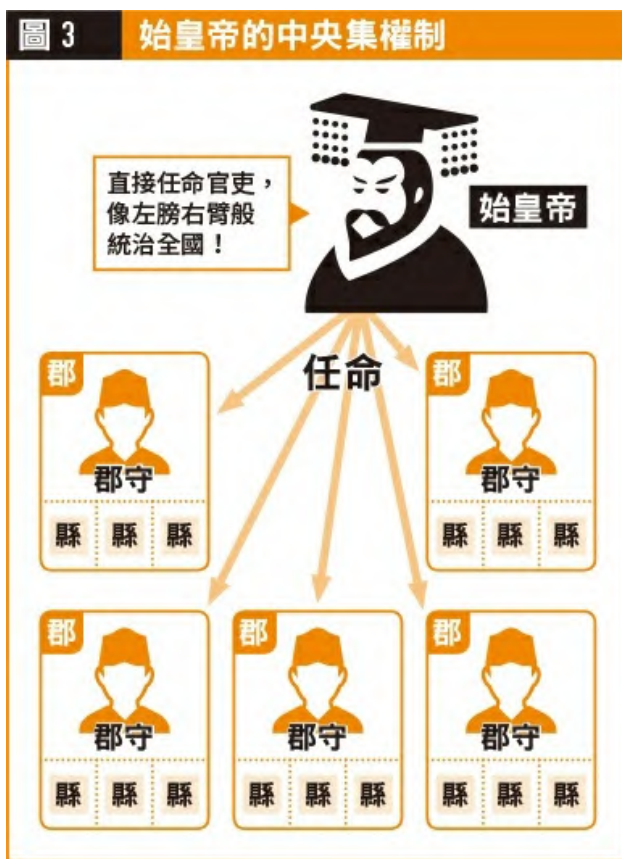 圖 3 始皇帝的中央集權制
直接任命官吏，
像左膀右臂般
統治全國！
始皇帝
任命
郡
郡守
縣 縣 縣
郡
郡守
縣 縣 縣
郡
郡守
縣 縣 縣
郡
郡守
縣 縣 縣
郡
郡守
縣 縣 縣